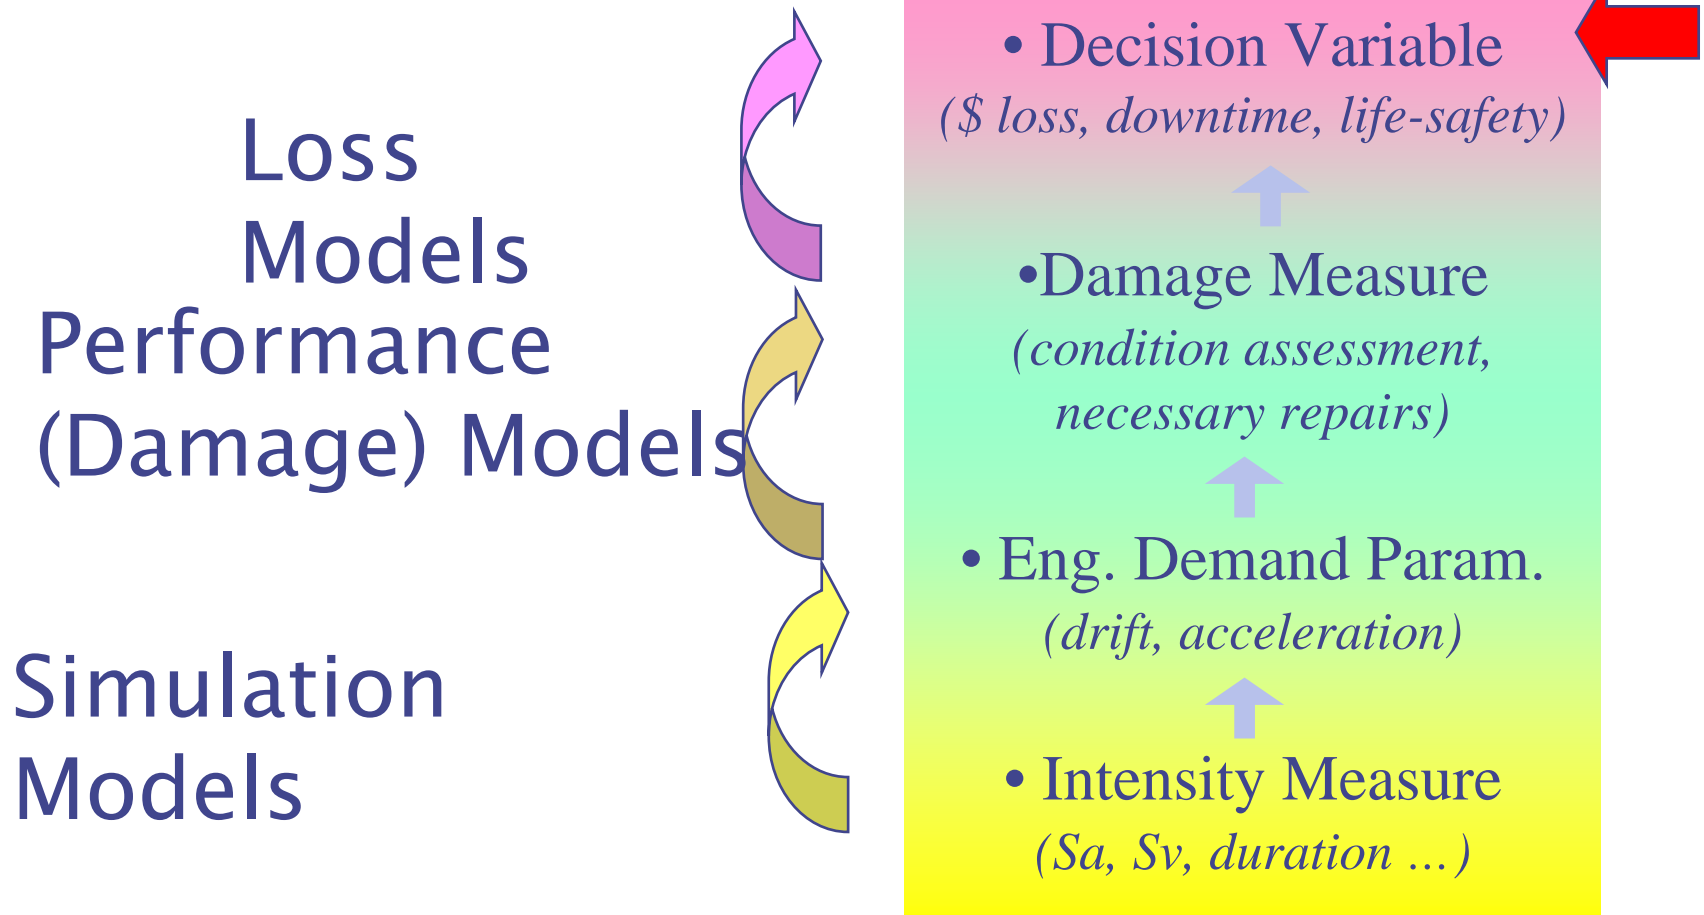 Loss
Models
Performance
(Damage) Models
Simulation
Models
• Decision Variable
($ loss, downtime, life-safety)
•Damage Measure
(condition assessment,
necessary repairs)
• Eng. Demand Param.
(drift, acceleration)
• Intensity Measure
(Sa, Sv, duration …)